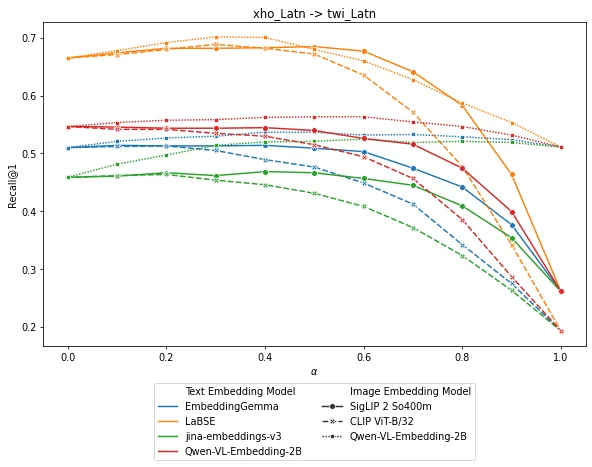 xho_Latn -> twi_Latn
0.7
0.6
0.5
0.4
0.3
0.2
Recall@1
0.0 0.2 0.4 0.6 0.8 1.0
α
Text Embedding Model Image Embedding Model
EmbeddingGemma SigLIP 2 So400m
LaBSE CLIP ViT-B/32
jina-embeddings-v3 Qwen-VL-Embedding-2B
Qwen-VL-Embedding-2B